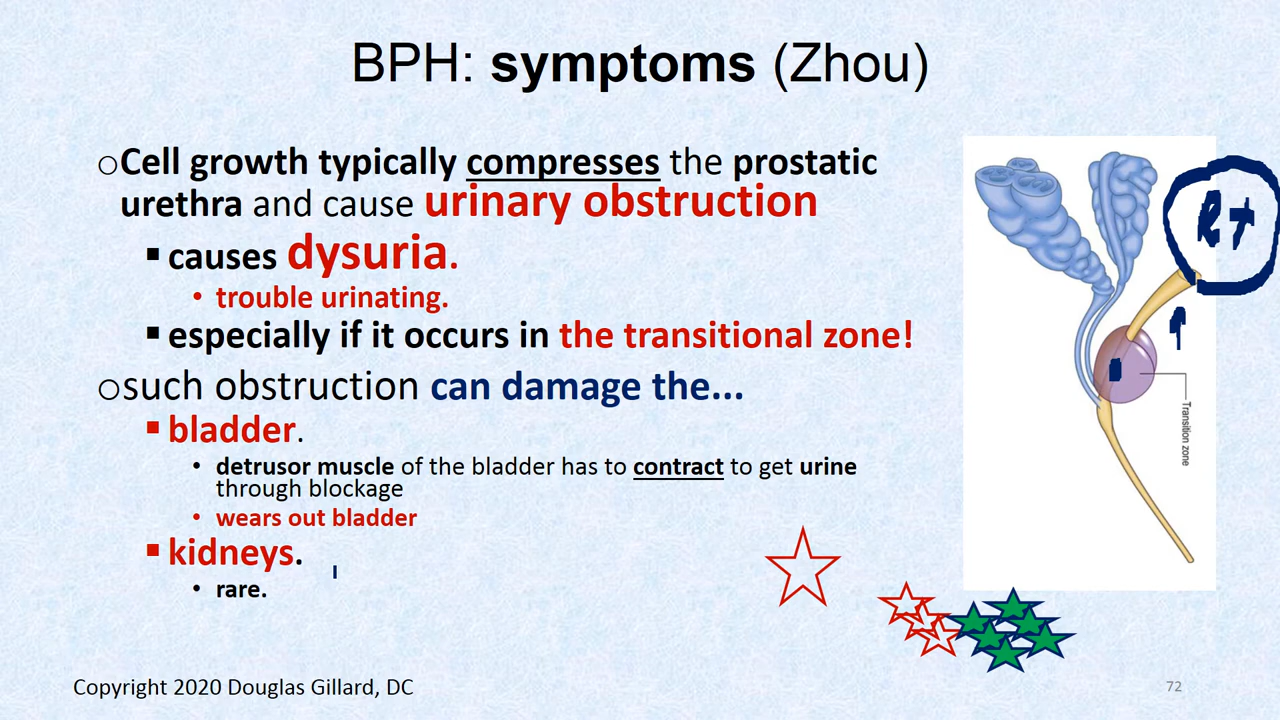 BPH: symptoms (Zhou)
Cell growth typically compresses the prostatic
urethra and cause urinary obstruction
causes dysuria.
trouble urinating.
especially if it occurs in the transitional zone!
such obstruction can damage the...
bladder.
detrusor muscle of the bladder has to contract to get urine
through blockage
wears out bladder
kidneys.
rare.
Transition zone
Copyright 2020 Douglas Gillard, DC
72